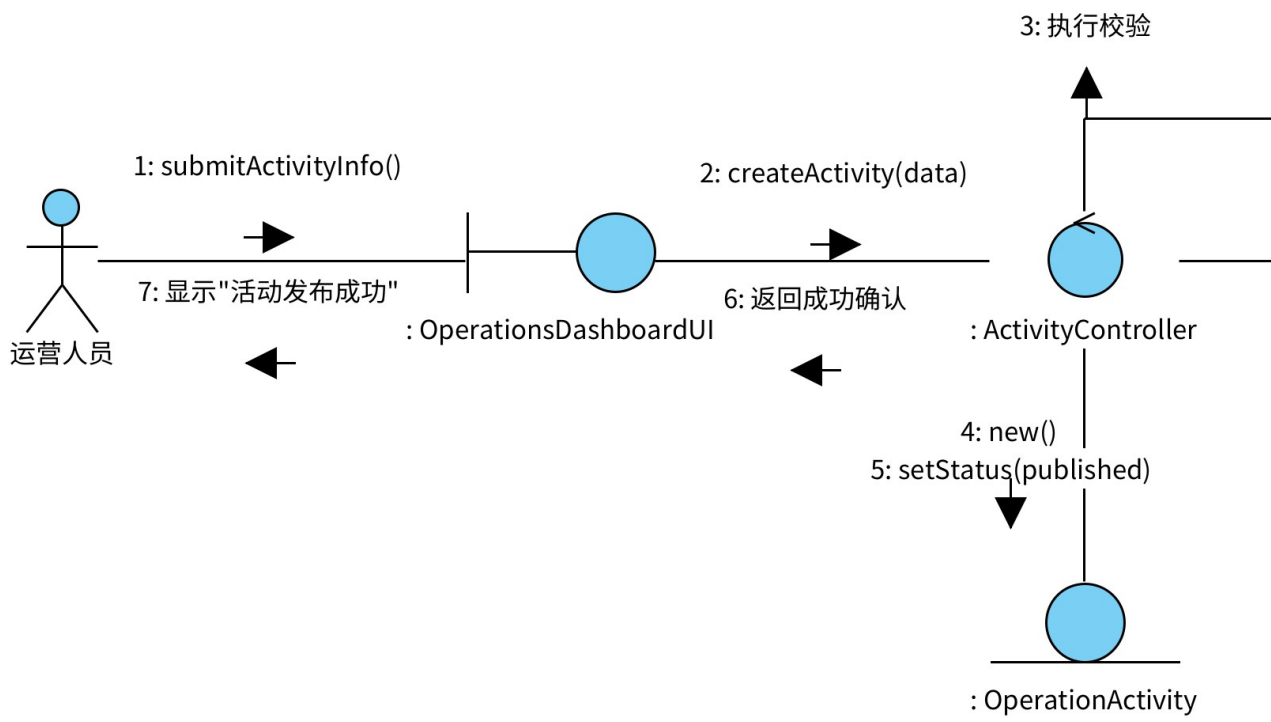 3: 执行校验
1: submitActivityInfo()
2: createActivity(data)
7: 显示"活动发布成功"
6: 返回成功确认
: OperationsDashboardUI
: ActivityController
运营人员
4: new()
5: setStatus(published)
: OperationActivity